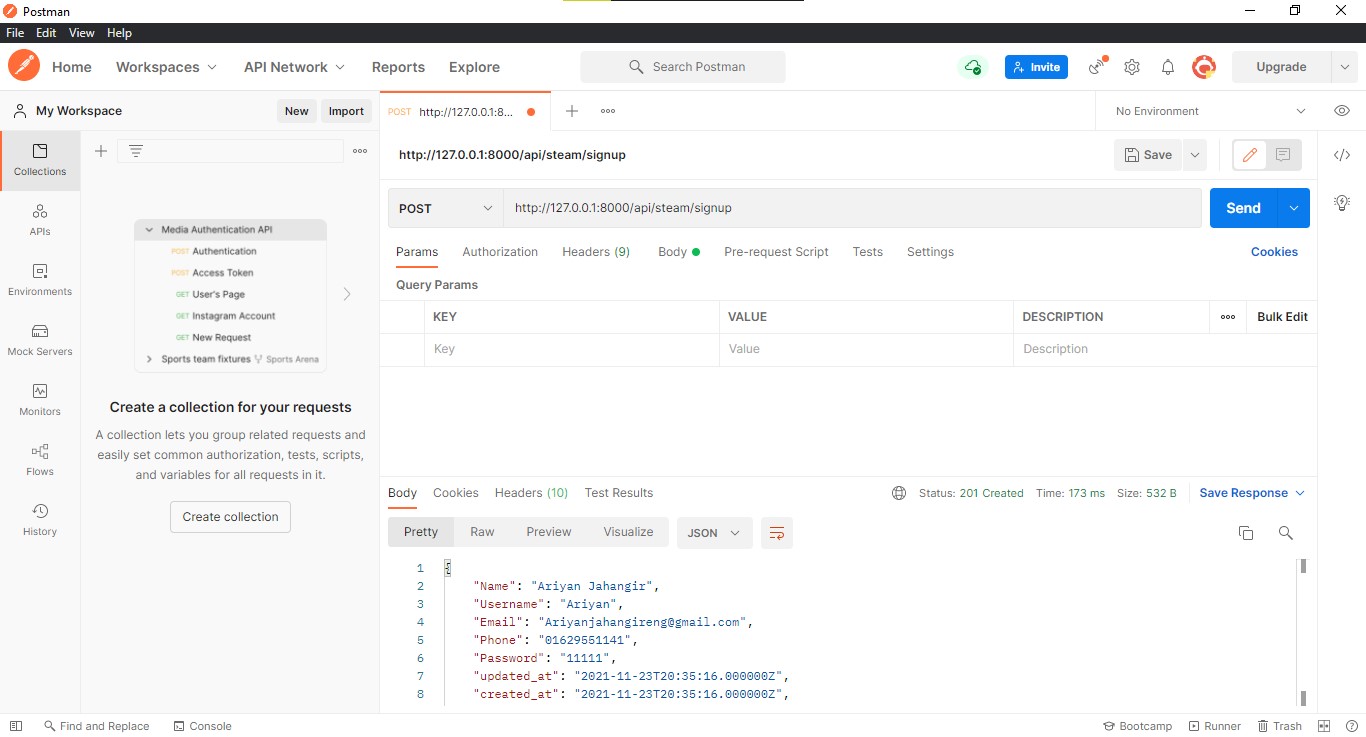 Postman
File Edit View Help
Home Workspaces API Network Reports Explore Search Postman Invite Upgrade
My Workspace New Import
POST http://127.0.0.1:8... ooo No Environment
Collections
APIs
Environments
Mock Servers
Monitors
Flows
History
ooo
Media Authentication API
POST Authentication
POST Access Token
GET User's Page
GET Instagram Account
GET New Request
Sports team fixtures Sports Arena
Create a collection for your requests
A collection lets you group related requests and
easily set common authorization, tests, scripts,
and variables for all requests in it.
Create collection
http://127.0.0.1:8000/api/steam/signup Save
POST http://127.0.0.1:8000/api/steam/signup Send
Params Authorization Headers (9) Body Pre-request Script Tests Settings Cookies
Query Params
KEY VALUE DESCRIPTION ooo Bulk Edit
Key Value Description
Body Cookies Headers (10) Test Results Status: 201 Created Time: 173 ms Size: 532 B Save Response
Pretty Raw Preview Visualize JSON
1 {
2 "Name": "Ariyan Jahangir",
3 "Username": "Ariyan",
4 "Email": "Ariyanjahangireng@gmail.com",
5 "Phone": "01629551141",
6 "Password": "11111",
7 "updated_at": "2021-11-23T20:35:16.000000Z",
8 "created_at": "2021-11-23T20:35:16.000000Z",
Find and Replace Console Bootcamp Runner Trash